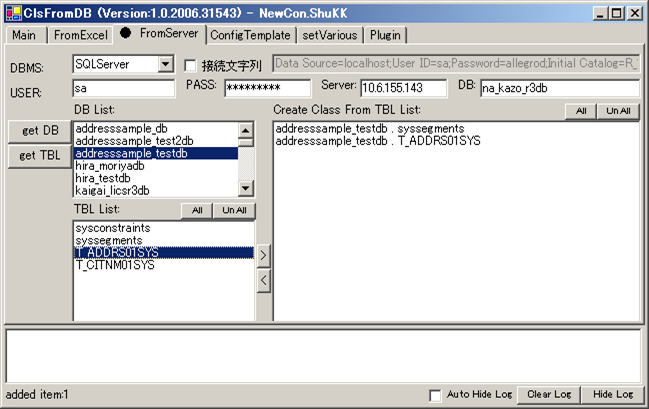 ClsFromDB (Version:1.0.2006.31543) - NewCon.ShuKK
Main FromExcel FromServer ConfigTemplate setVarious Plugin
DBMS: SQLServer 接続文字列 Data Source=localhost;User ID=sa;Password=allegrod;Initial Catalog=R_
USER: sa PASS: ********* Server: 10.6.155.143 DB: na_kazo_r3db
DB List:
get DB
get TBL
addresssample_db
addresssample_test2db
addresssample_testdb
hira_moriyadb
hira_testdb
kaigai_licsr3db
TBL List: All Un All
sysconstraints
syssegments
T_ADDRS01SYS
T_CITNM01SYS
>
<
Create Class From TBL List: All Un All
addresssample_testdb . syssegments
addresssample_testdb . T_ADDRS01SYS
added item:1 Auto Hide Log Clear Log Hide Log